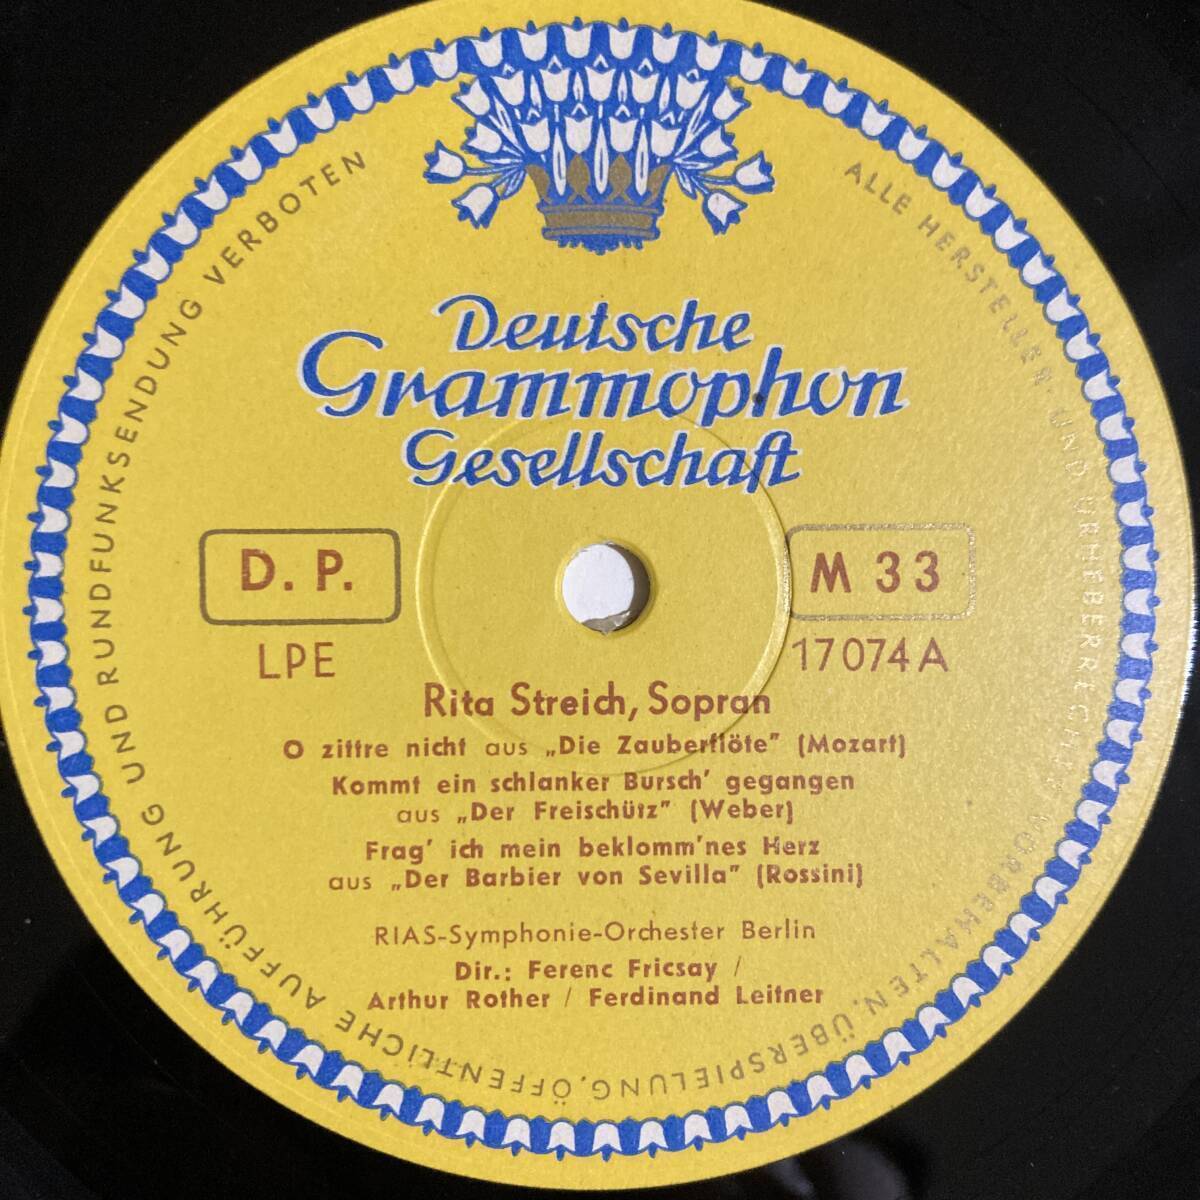 Deutsche
Grammophon
Gesellschaft
D. P.
M 33
LPE
17074 A
Rita Streich, Sopran
O zittre nicht aus „Die Zauberflöte" (Mozart)
Kommt ein schlanker Bursch' gegangen
aus „Der Freischütz" (Weber)
Frag' ich mein beklomm'nes Herz
aus „Der Barbier von Sevilla" (Rossini)
RIAS-Symphonie-Orchester Berlin
Dir.: Ferenc Fricsay /
Arthur Rother / Ferdinand Leitner
ALLE HERSTELLER- UND URHEBERRECHTE VORBEHALTEN. ÜBERSPIELUNG, ÖFFENTLICHE AUFFÜHRUNG UND RUNDFUNKSENDUNG VERBOTEN